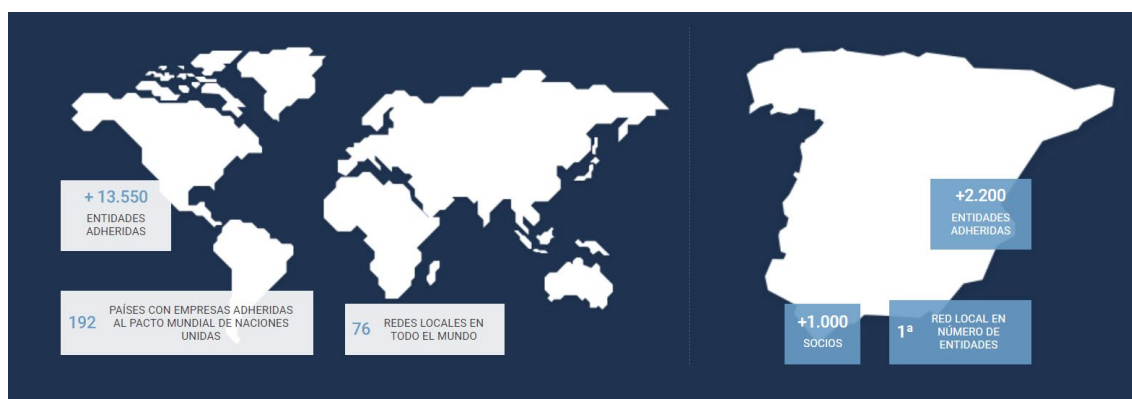 + 13.550
ENTIDADES
ADHERIDAS
192
PAÍSES CON EMPRESAS ADHERIDAS
AL PACTO MUNDIAL DE NACIONES
UNIDAS
76
REDES LOCALES EN
TODO EL MUNDO
+2.200
ENTIDADES
ADHERIDAS
+1.000
SOCIOS
1ª
RED LOCAL EN
NÚMERO DE
ENTIDADES